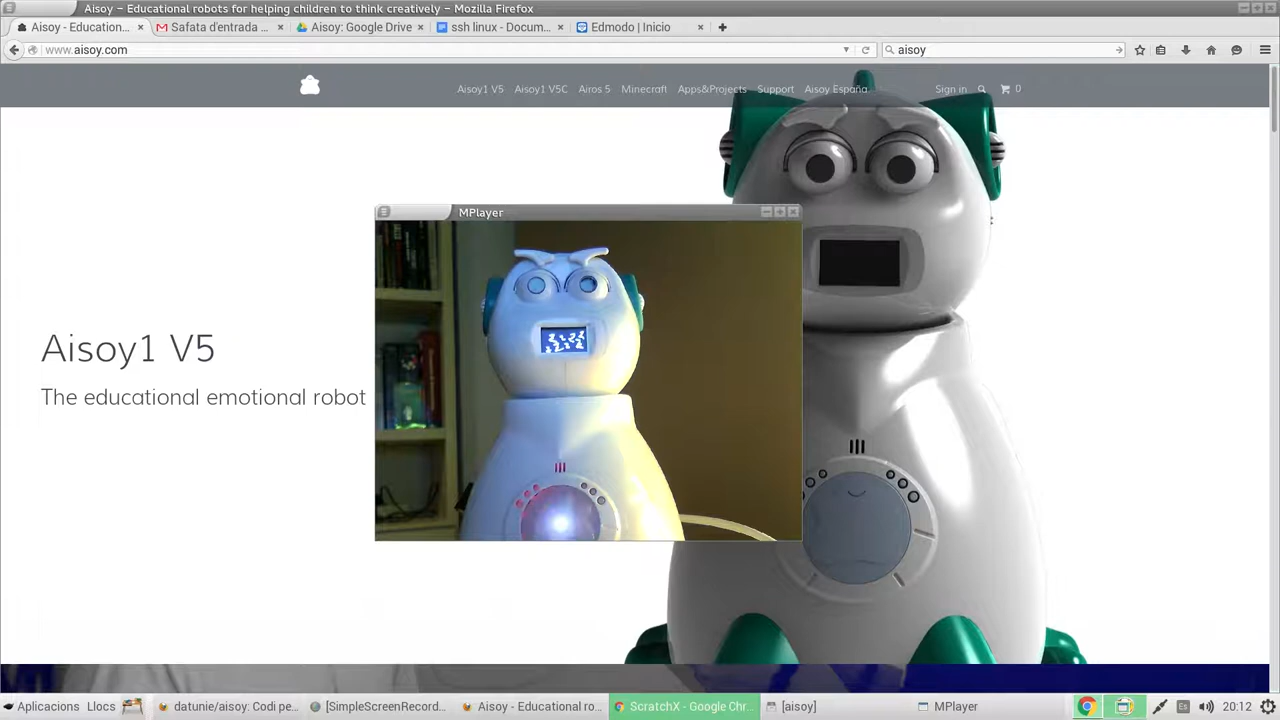 Aisoy – Educational robots for helping children to think creatively – Mozilla Firefox
Aisoy - Education...
Safata d'entrada ...
Aisoy: Google Drive
ssh linux - Docum...
Edmodo | Inicio
www.aisoy.com
aisoy
Aisoy1 V5
Aisoy1 V5C
Airos 5
Minecraft
Apps&Projects
Support
Aisoy España
Sign in
0
MPlayer
Aisoy1 V5
The educational emotional robot
Aplicacions
Llocs
datunie/aisoy: Codi pe...
[SimpleScreenRecord...
Aisoy - Educational ro...
ScratchX - Google Chr...
[aisoy]
MPlayer
Es
20:12